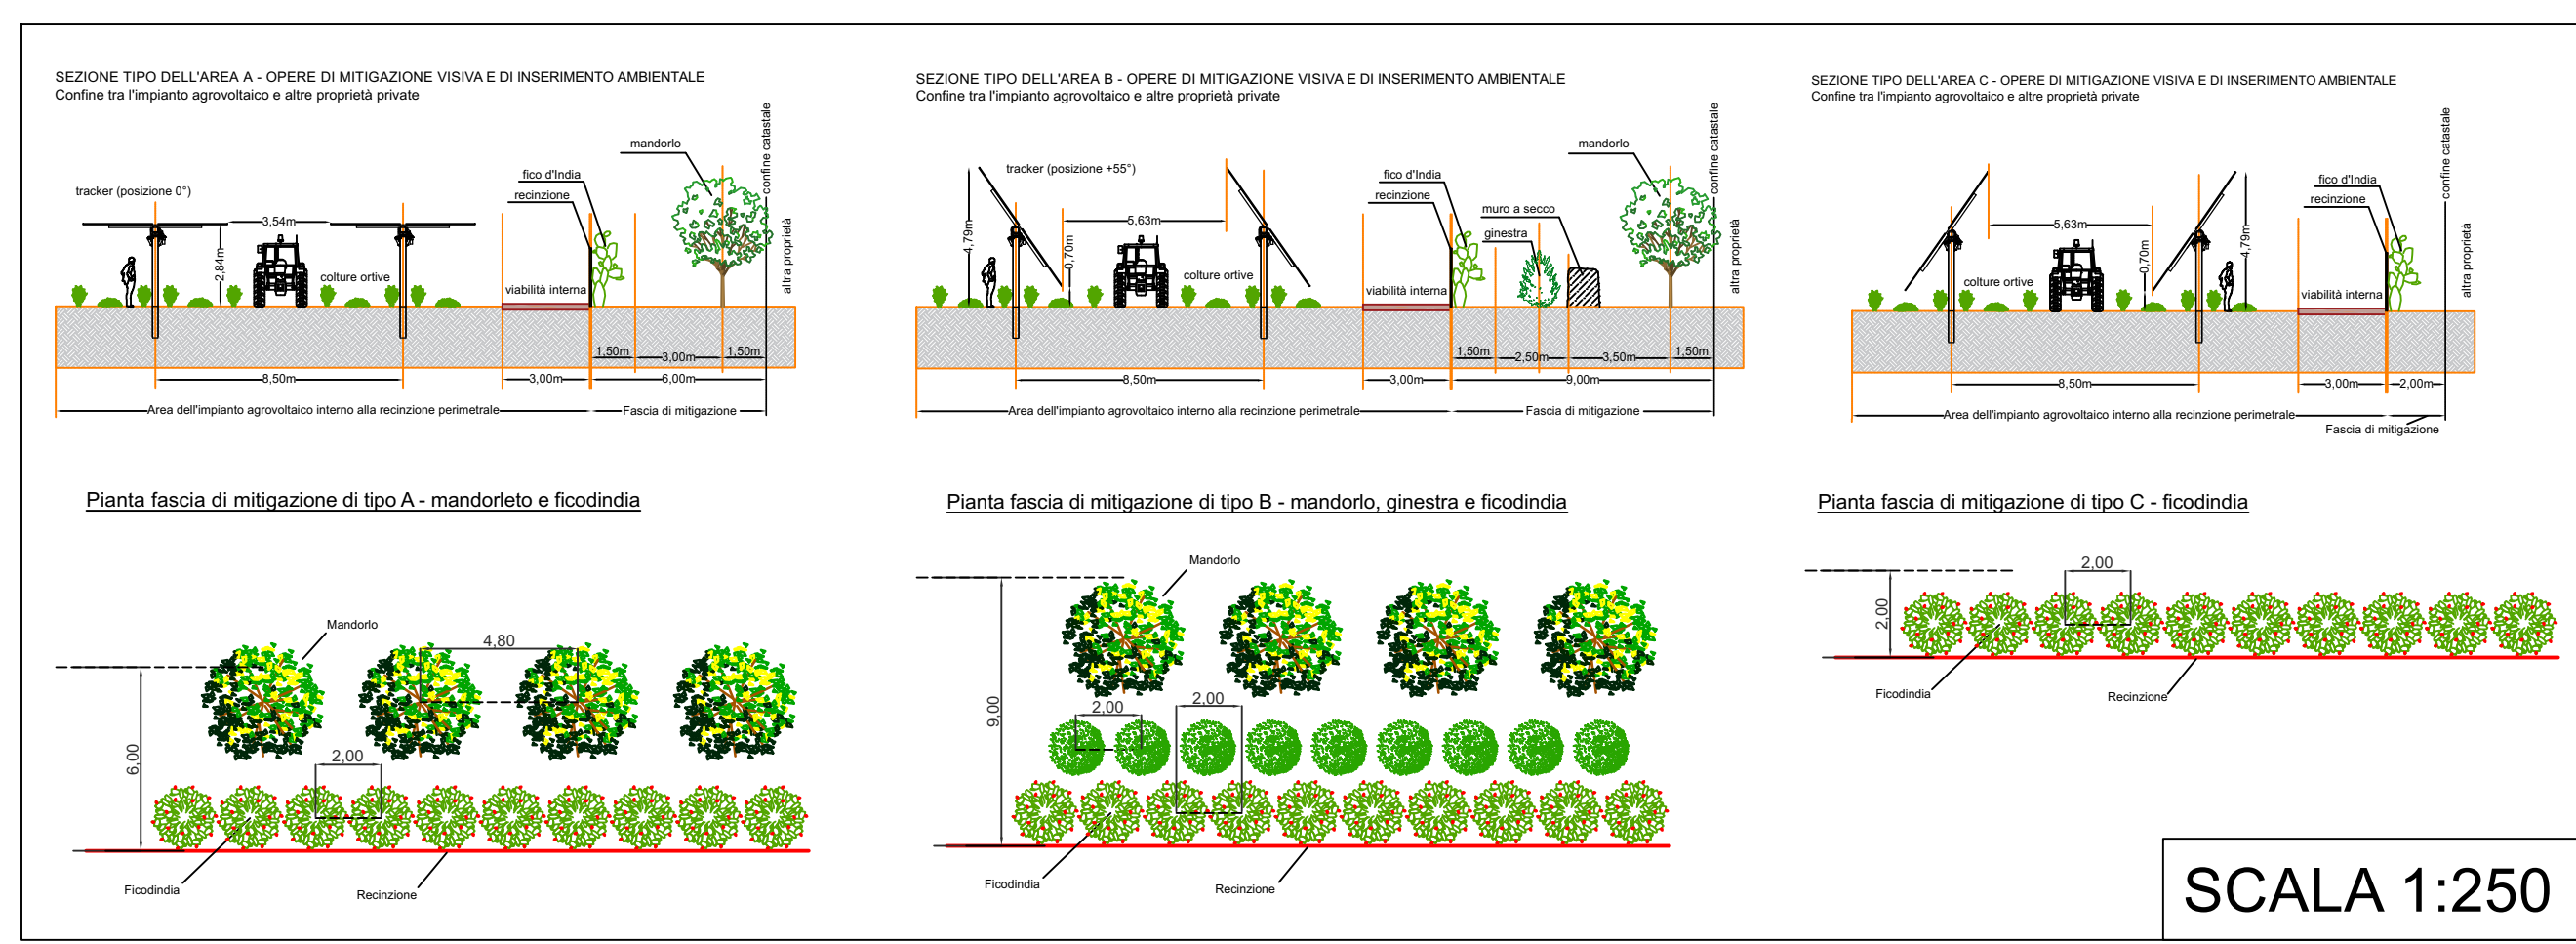 SEZIONE TIPO DELL'AREA A - OPERE DI MITIGAZIONE VISIVA E DI INSERIMENTO AMBIENTALE
Confine tra l'impianto agrovoltaico e altre proprietà private
confine catastale
mandorlo
fico d'India
recinzione
tracker (posizione 0°)
3,54m
2,84m
altra proprietà
colture ortive
viabilità interna
1,50m
3,00m
1,50m
8,50m
3,00m
6,00m
Area dell'impianto agrovoltaico interno alla recinzione perimetrale
Fascia di mitigazione
SEZIONE TIPO DELL'AREA B - OPERE DI MITIGAZIONE VISIVA E DI INSERIMENTO AMBIENTALE
Confine tra l'impianto agrovoltaico e altre proprietà private
confine catastale
mandorlo
tracker (posizione +55°)
fico d'India
recinzione
muro a secco
ginestra
4,79m
5,63m
0,70m
altra proprietà
colture ortive
viabilità interna
1,50m
2,50m
3,50m
1,50m
8,50m
3,00m
9,00m
Area dell'impianto agrovoltaico interno alla recinzione perimetrale
Fascia di mitigazione
SEZIONE TIPO DELL'AREA C - OPERE DI MITIGAZIONE VISIVA E DI INSERIMENTO AMBIENTALE
Confine tra l'impianto agrovoltaico e altre proprietà private
confine catastale
fico d'India
recinzione
5,63m
0,70m
4,79m
altra proprietà
colture ortive
viabilità interna
8,50m
3,00m
2,00m
Area dell'impianto agrovoltaico interno alla recinzione perimetrale
Fascia di mitigazione
Pianta fascia di mitigazione di tipo A - mandorleto e ficodindia
Mandorlo
4,80
6,00
2,00
Ficodindia
Recinzione
Pianta fascia di mitigazione di tipo B - mandorlo, ginestra e ficodindia
Mandorlo
9,00
2,00
2,00
Ficodindia
Recinzione
Pianta fascia di mitigazione di tipo C - ficodindia
2,00
2,00
Ficodindia
Recinzione
SCALA 1:250